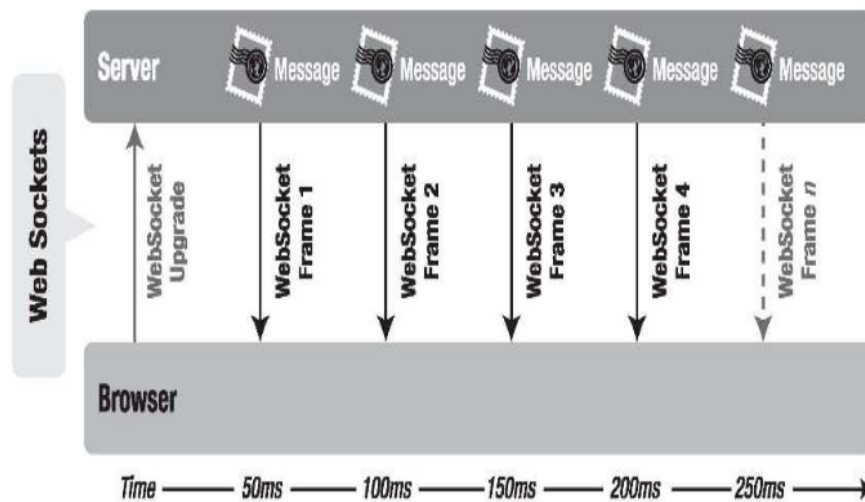 Web Sockets
Server
Message
Message
Message
Message
Message
WebSocket
Upgrade
WebSocket
Frame 1
WebSocket
Frame 2
WebSocket
Frame 3
WebSocket
Frame 4
WebSocket
Frame n
Browser
Time 50ms 100ms 150ms 200ms 250ms